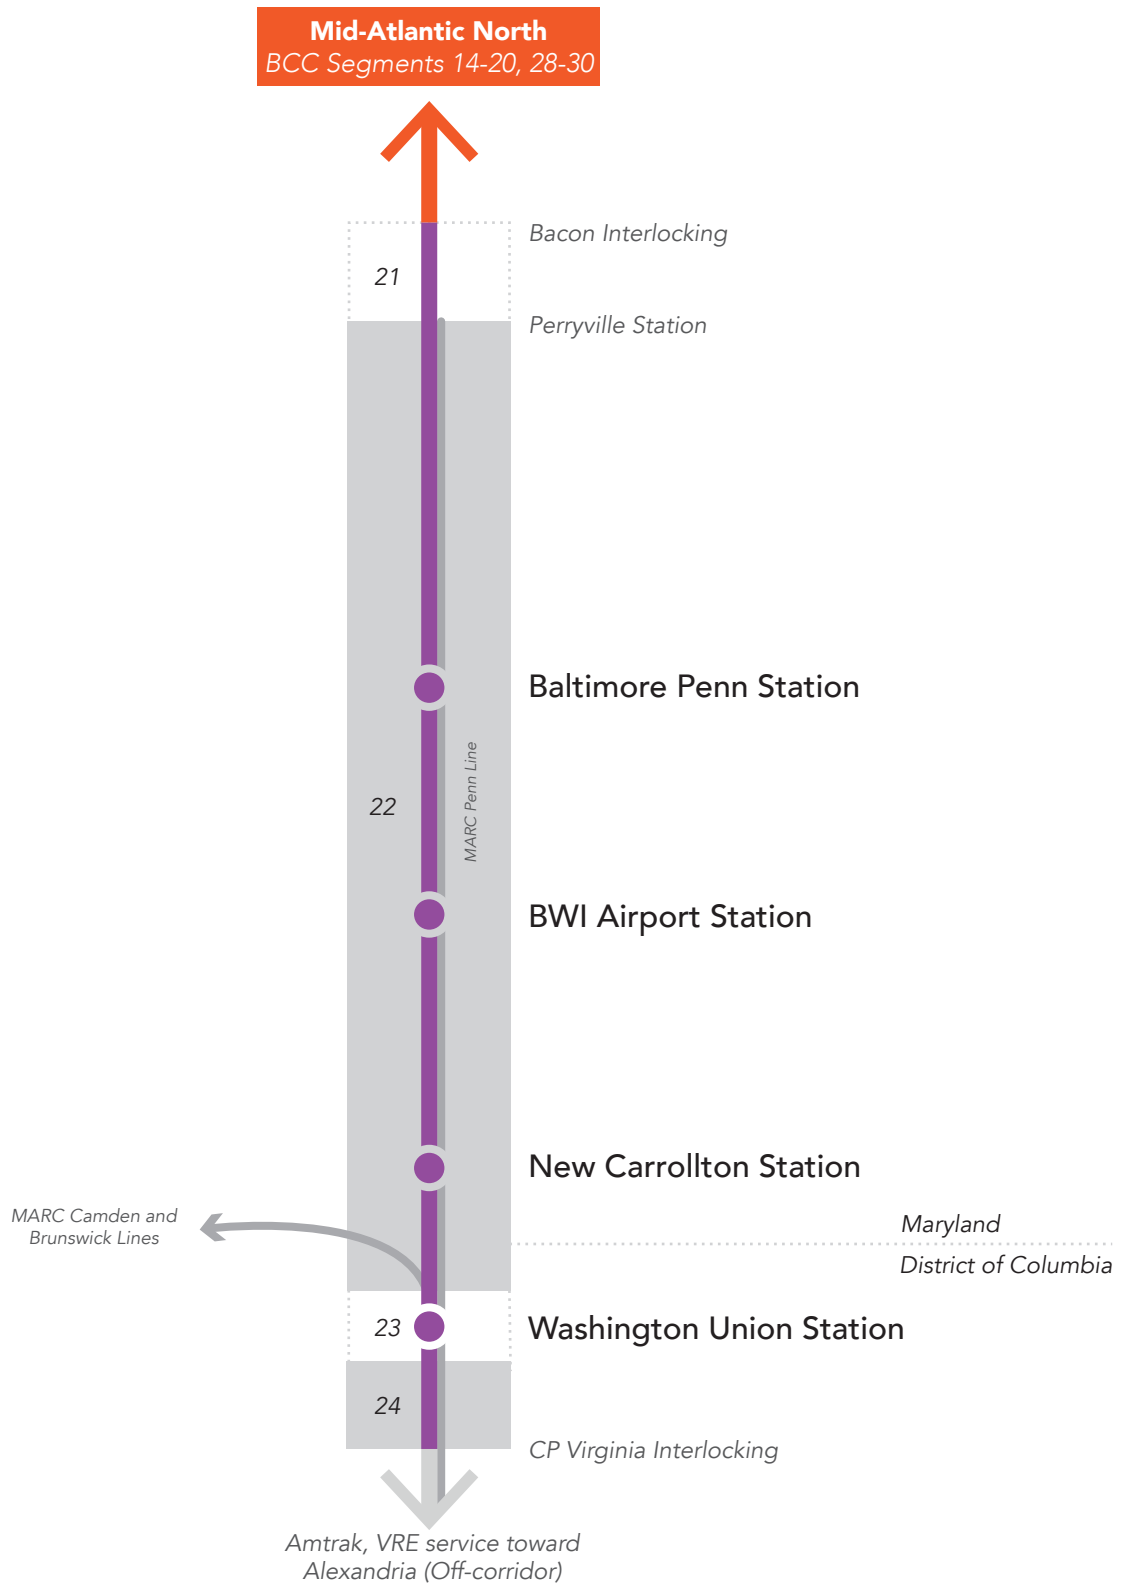 Mid-Atlantic North
BCC Segments 14-20, 28-30
Bacon Interlocking
21
Perryville Station
Baltimore Penn Station
MARC Penn Line
22
BWI Airport Station
New Carrollton Station
MARC Camden and
Brunswick Lines
Maryland
District of Columbia
23
Washington Union Station
24
CP Virginia Interlocking
Amtrak, VRE service toward
Alexandria (Off-corridor)